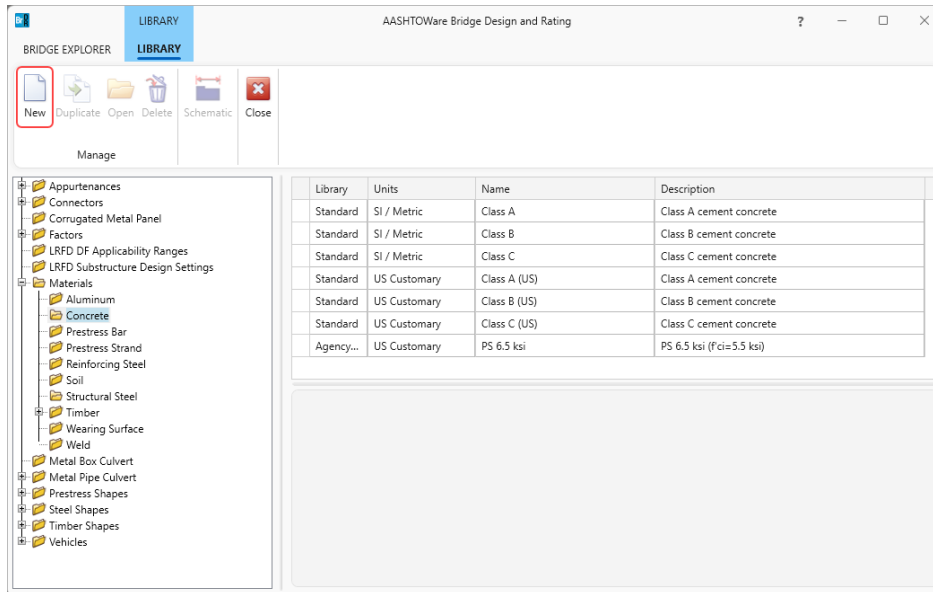 Br
LIBRARY
AASHTOWare Bridge Design and Rating
?
BRIDGE EXPLORER
LIBRARY
New
Duplicate
Open
Delete
Schematic
Close
Manage
Appurtenances
Connectors
Corrugated Metal Panel
Factors
LRFD DF Applicability Ranges
LRFD Substructure Design Settings
Materials
Aluminum
Concrete
Prestress Bar
Prestress Strand
Reinforcing Steel
Soil
Structural Steel
Timber
Wearing Surface
Weld
Metal Box Culvert
Metal Pipe Culvert
Prestress Shapes
Steel Shapes
Timber Shapes
Vehicles
Library Units Name Description
Standard SI / Metric Class A Class A cement concrete
Standard SI / Metric Class B Class B cement concrete
Standard SI / Metric Class C Class C cement concrete
Standard US Customary Class A (US) Class A cement concrete
Standard US Customary Class B (US) Class B cement concrete
Standard US Customary Class C (US) Class C cement concrete
Agency... US Customary PS 6.5 ksi PS 6.5 ksi (f'ci=5.5 ksi)